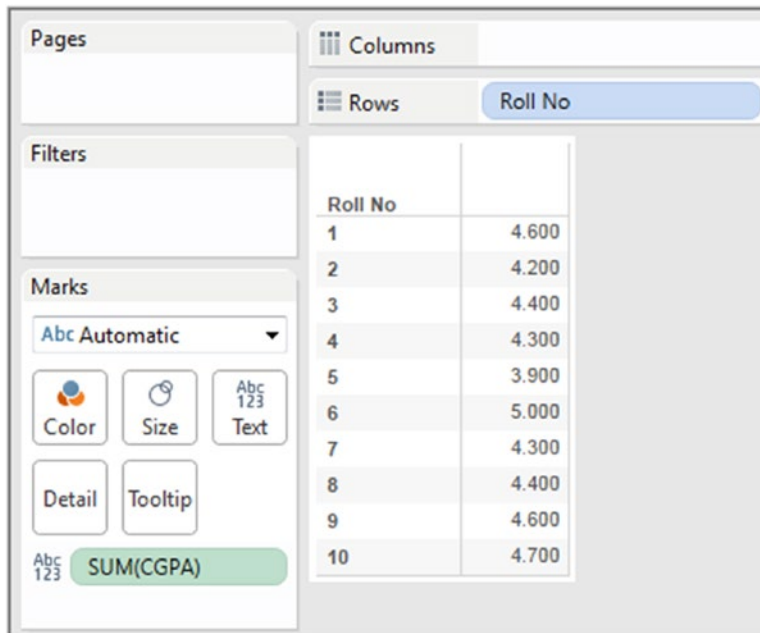 Pages
Columns
Rows Roll No
Filters
Roll No
1 4.600
2 4.200
3 4.400
4 4.300
5 3.900
6 5.000
7 4.300
8 4.400
9 4.600
10 4.700
Marks
Abc Automatic
Color Size Abc 123 Text
Detail Tooltip
Abc 123 SUM(CGPA)